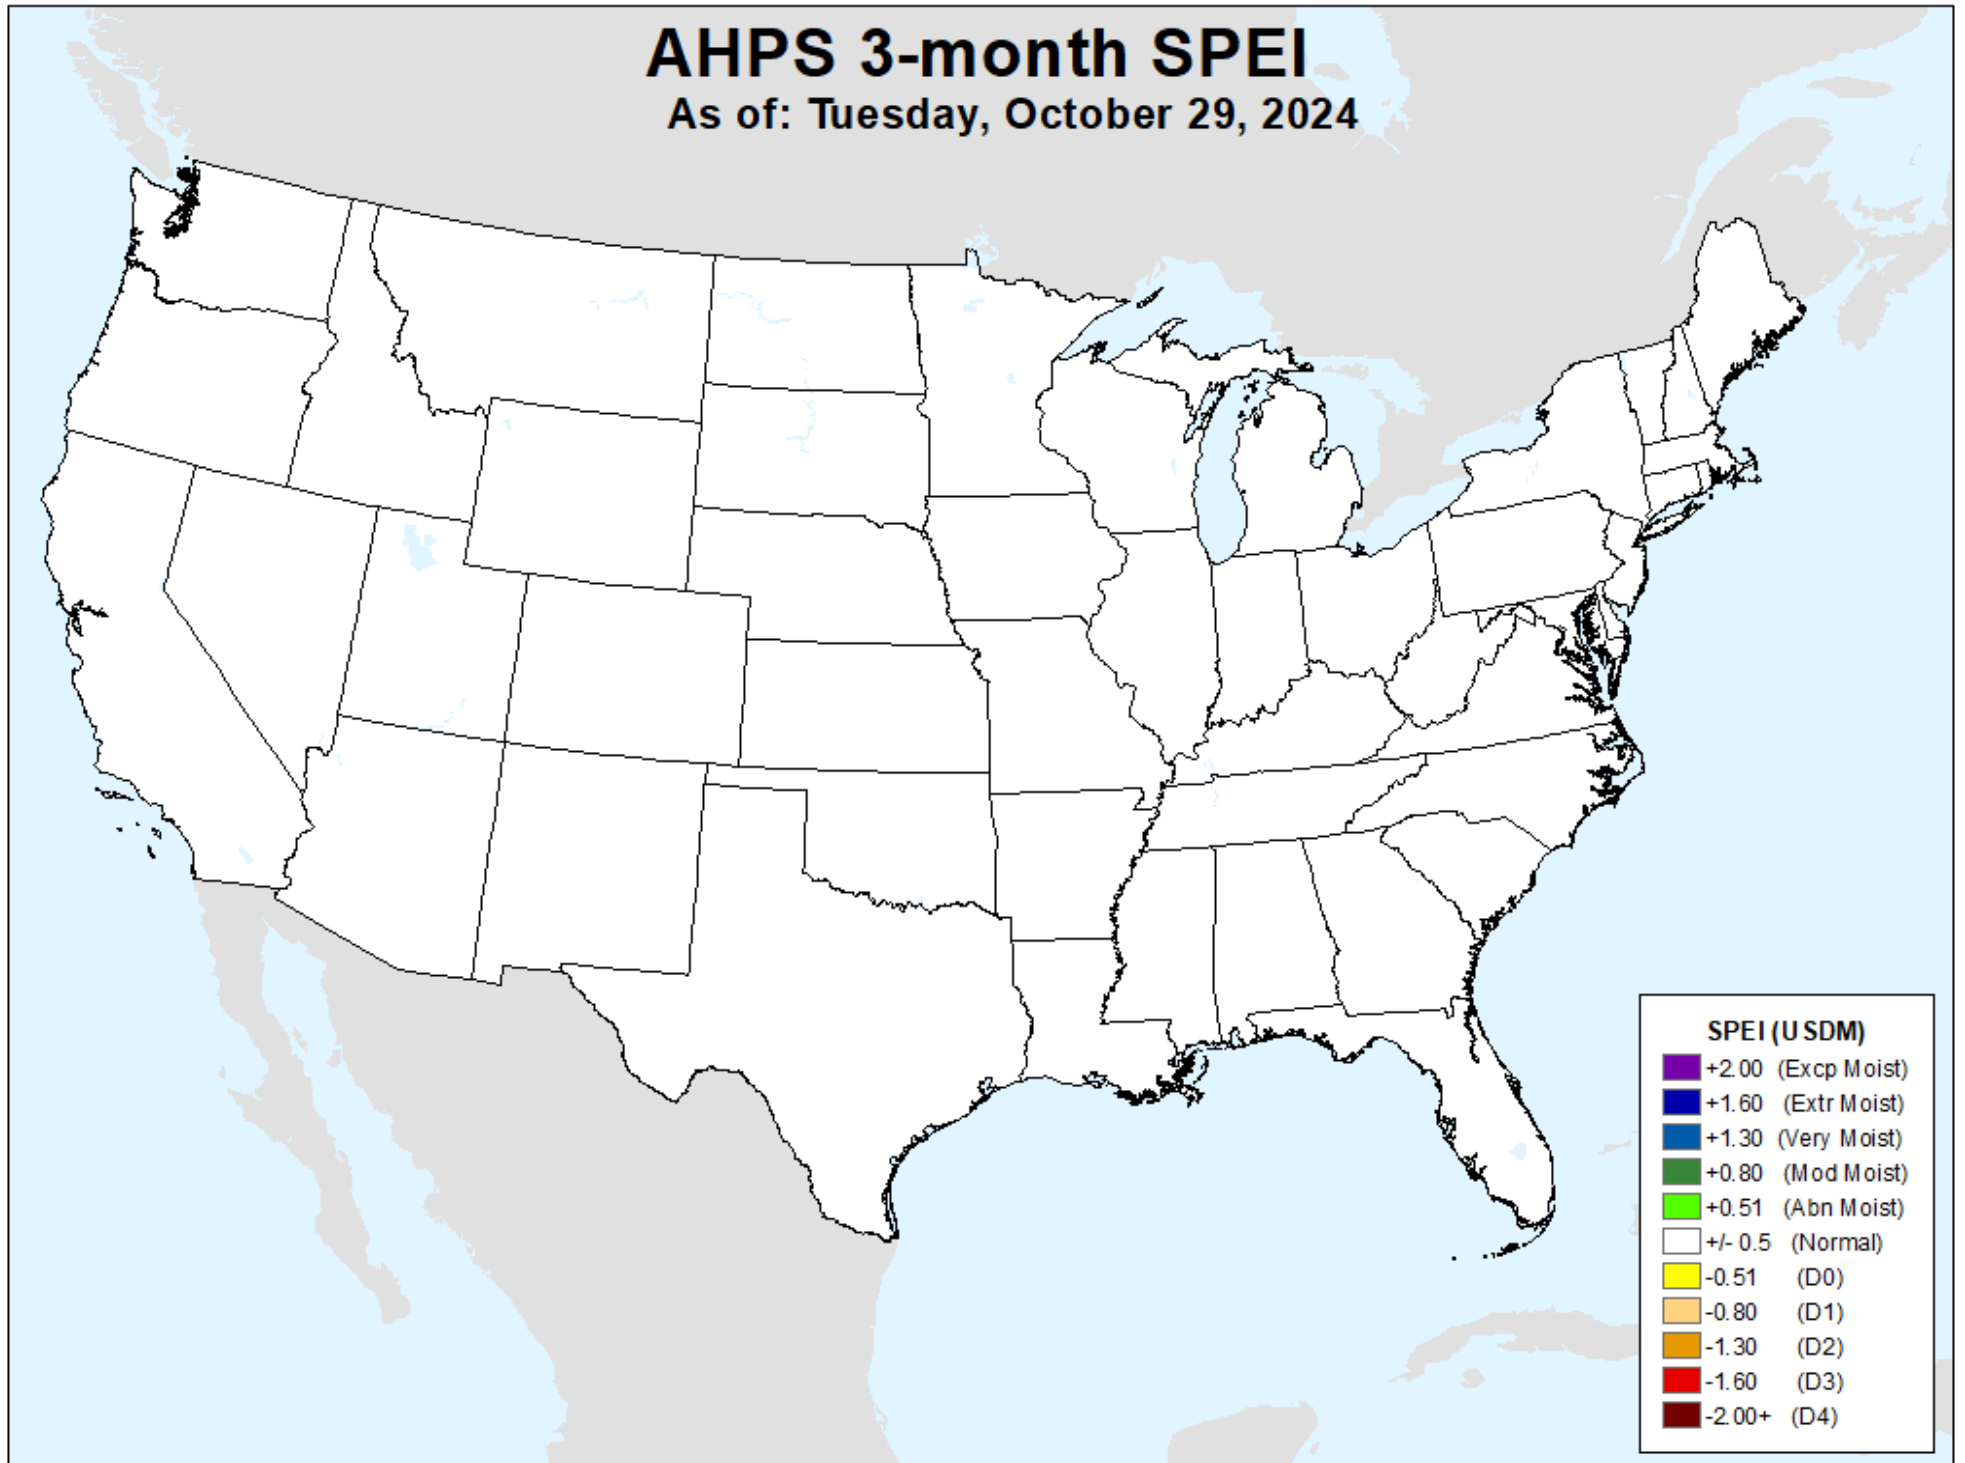 AHPS 3-month SPEI
As of: Tuesday, October 29, 2024
SPEI (USDM)
+2.00 (Excp Moist)
+1.60 (Extr Moist)
+1.30 (Very Moist)
+0.80 (Mod Moist)
+0.51 (Abn Moist)
+/- 0.5 (Normal)
-0.51 (D0)
-0.80 (D1)
-1.30 (D2)
-1.60 (D3)
-2.00+ (D4)